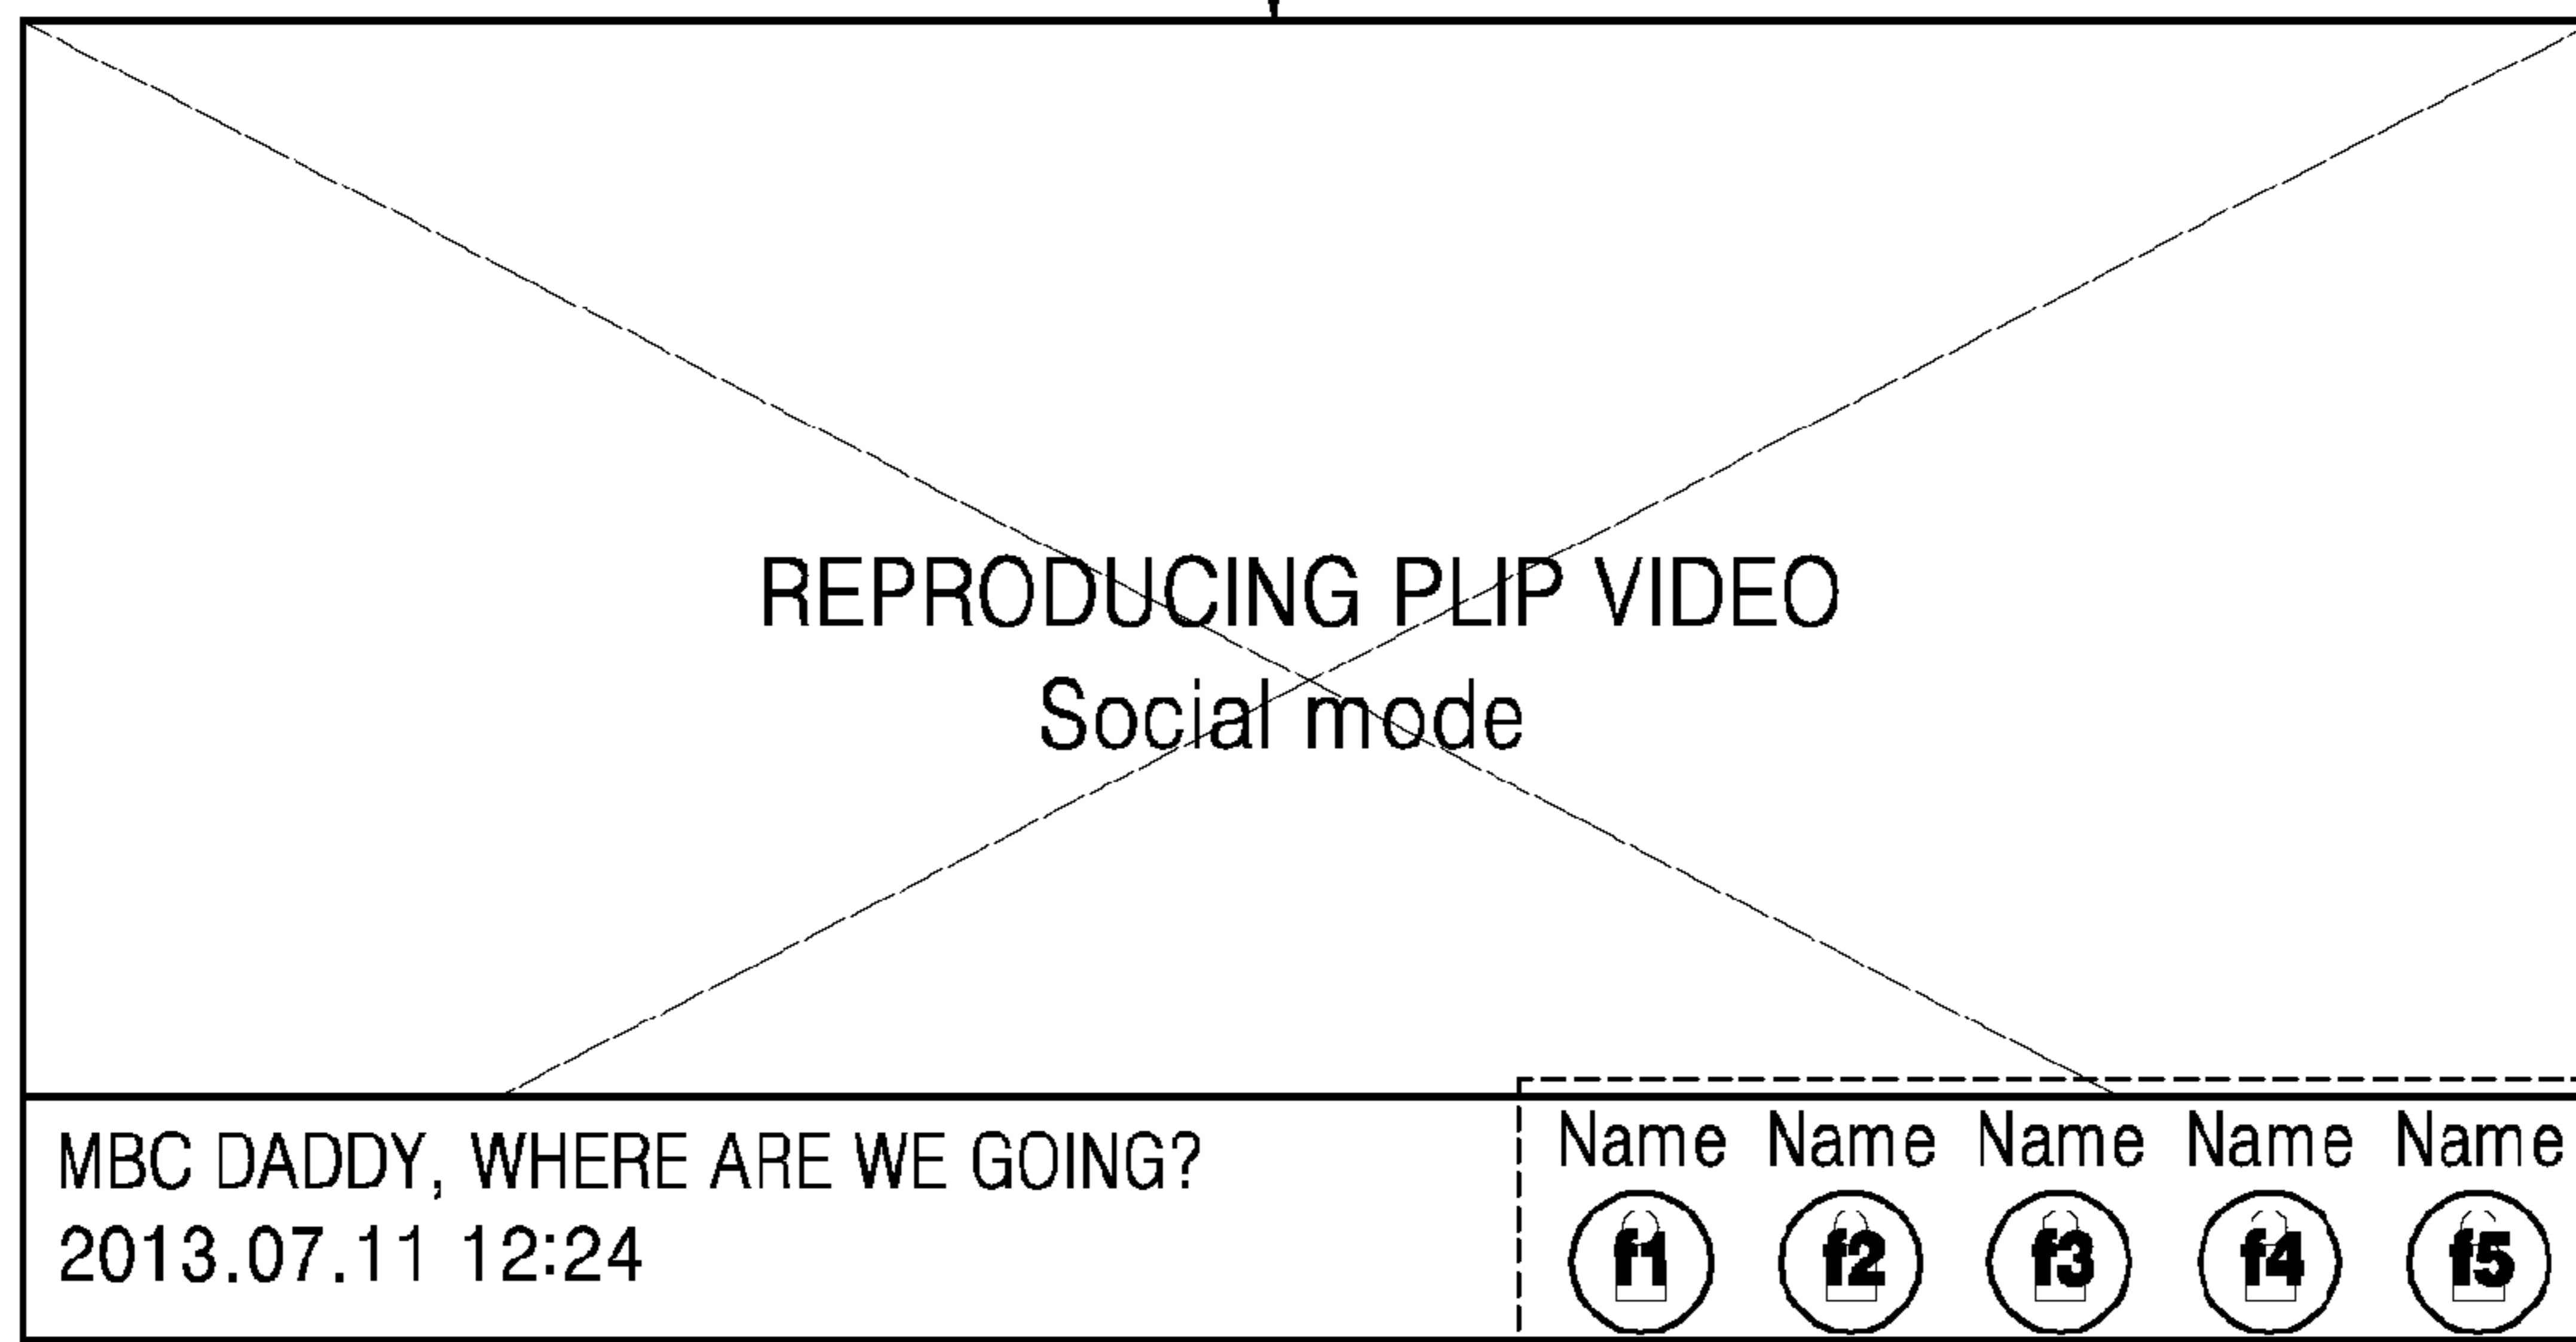 REPRODUCING PLIP VIDEO
Social mode
MBC DADDY, WHERE ARE WE GOING?
2013.07.11 12:24
Name Name Name Name Name
f1 f2 f3 f4 f5